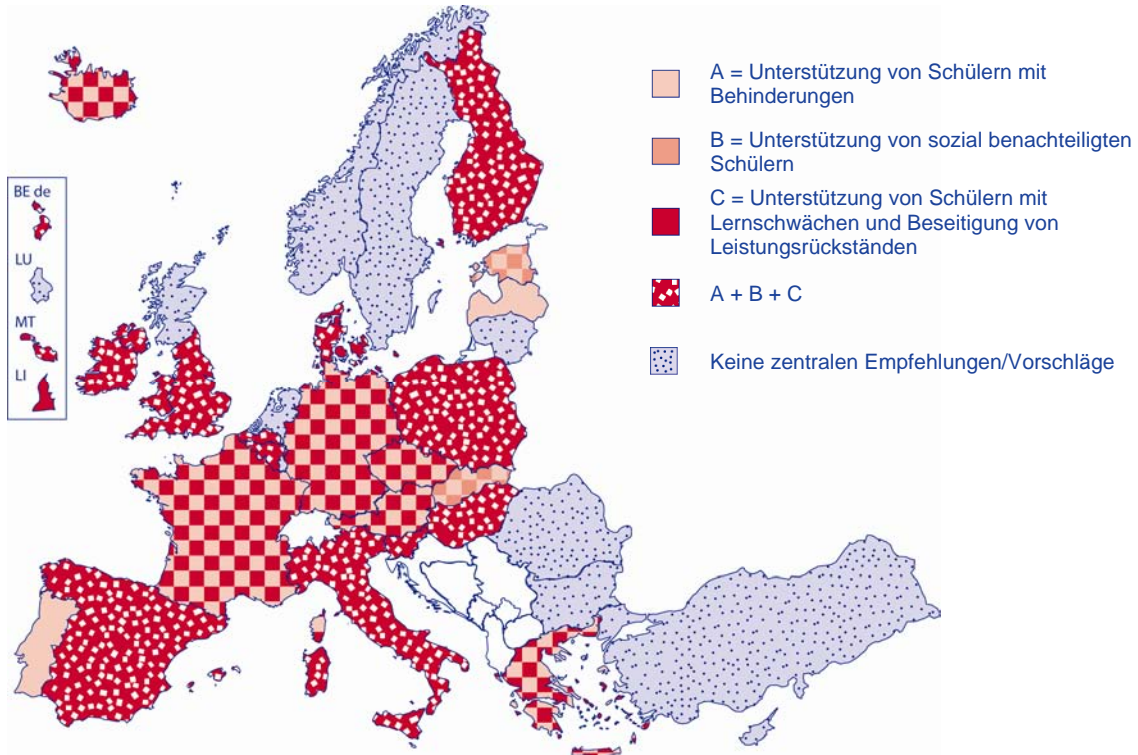 A = Unterstützung von Schülern mit
Behinderungen
B = Unterstützung von sozial benachteiligten
Schülern
C = Unterstützung von Schülern mit
Lernschwächen und Beseitigung von
Leistungsrückständen
A + B + C
Keine zentralen Empfehlungen/Vorschläge
BE de
LU
MT
LI